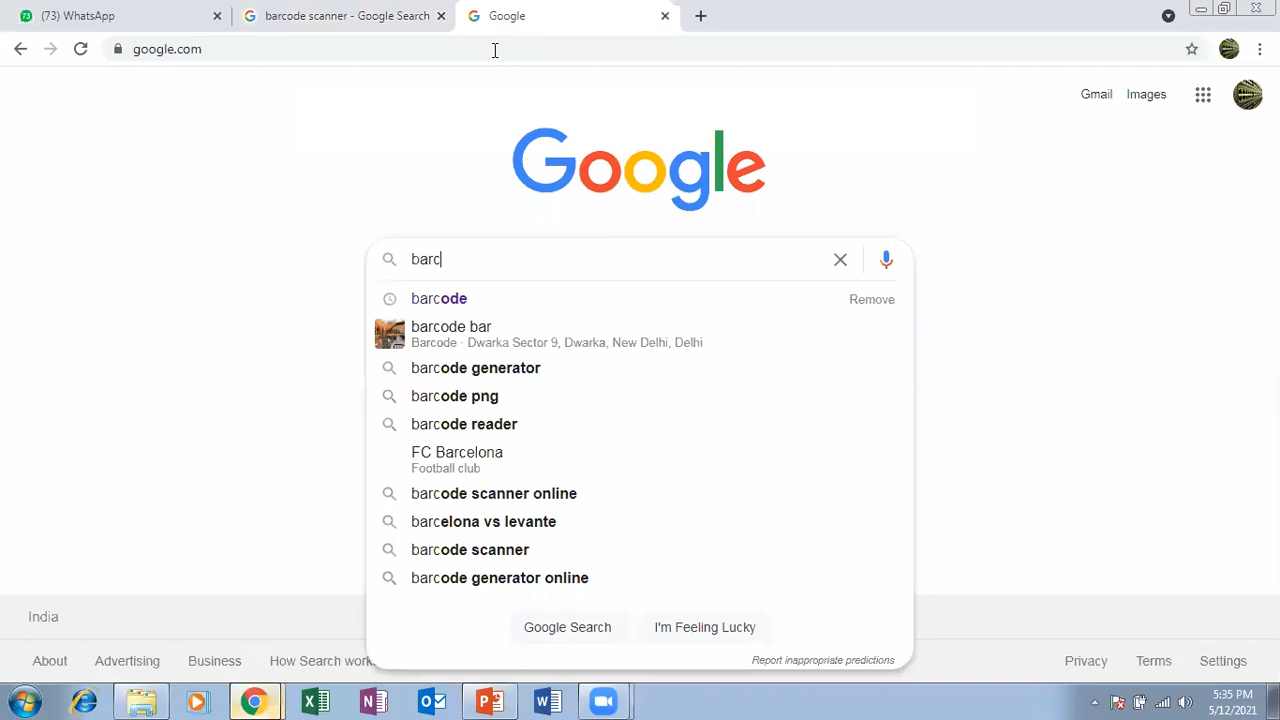 (73) WhatsApp
barcode scanner - Google Search
Google
google.com
Gmail
Images
Google
barc
barcode
Remove
barcode bar
Barcode · Dwarka Sector 9, Dwarka, New Delhi, Delhi
barcode generator
barcode png
barcode reader
FC Barcelona
Football club
barcode scanner online
barcelona vs levante
barcode scanner
barcode generator online
Google Search
I'm Feeling Lucky
Report inappropriate predictions
India
About
Advertising
Business
How Search work
Privacy
Terms
Settings
5:35 PM
5/12/2021